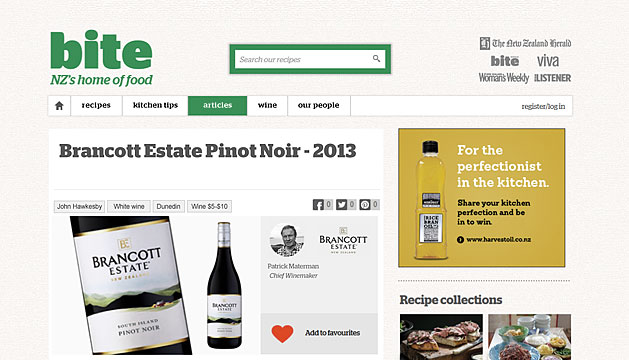 bite
NZ's home of food
Search our recipes
The New Zealand Herald
bite
viva
Woman's Weekly
LISTENER
recipes
kitchen tips
articles
wine
our people
register/log in
Brancott Estate Pinot Noir - 2013
John Hawkesby
White wine
Dunedin
Wine $5-$10
0
0
0
BRANCOTT
ESTATE
NEW ZEALAND
SOUTH ISLAND
PINOT NOIR
BRANCOTT
ESTATE
BRANCOTT
ESTATE
NEW ZEALAND
Patrick Materman
Chief Winemaker
Add to favourites
For the
perfectionist
in the kitchen.
Share your kitchen
perfection and be
in to win.
www.harvestoil.co.nz
RICE
BRAN
OIL
Recipe collections